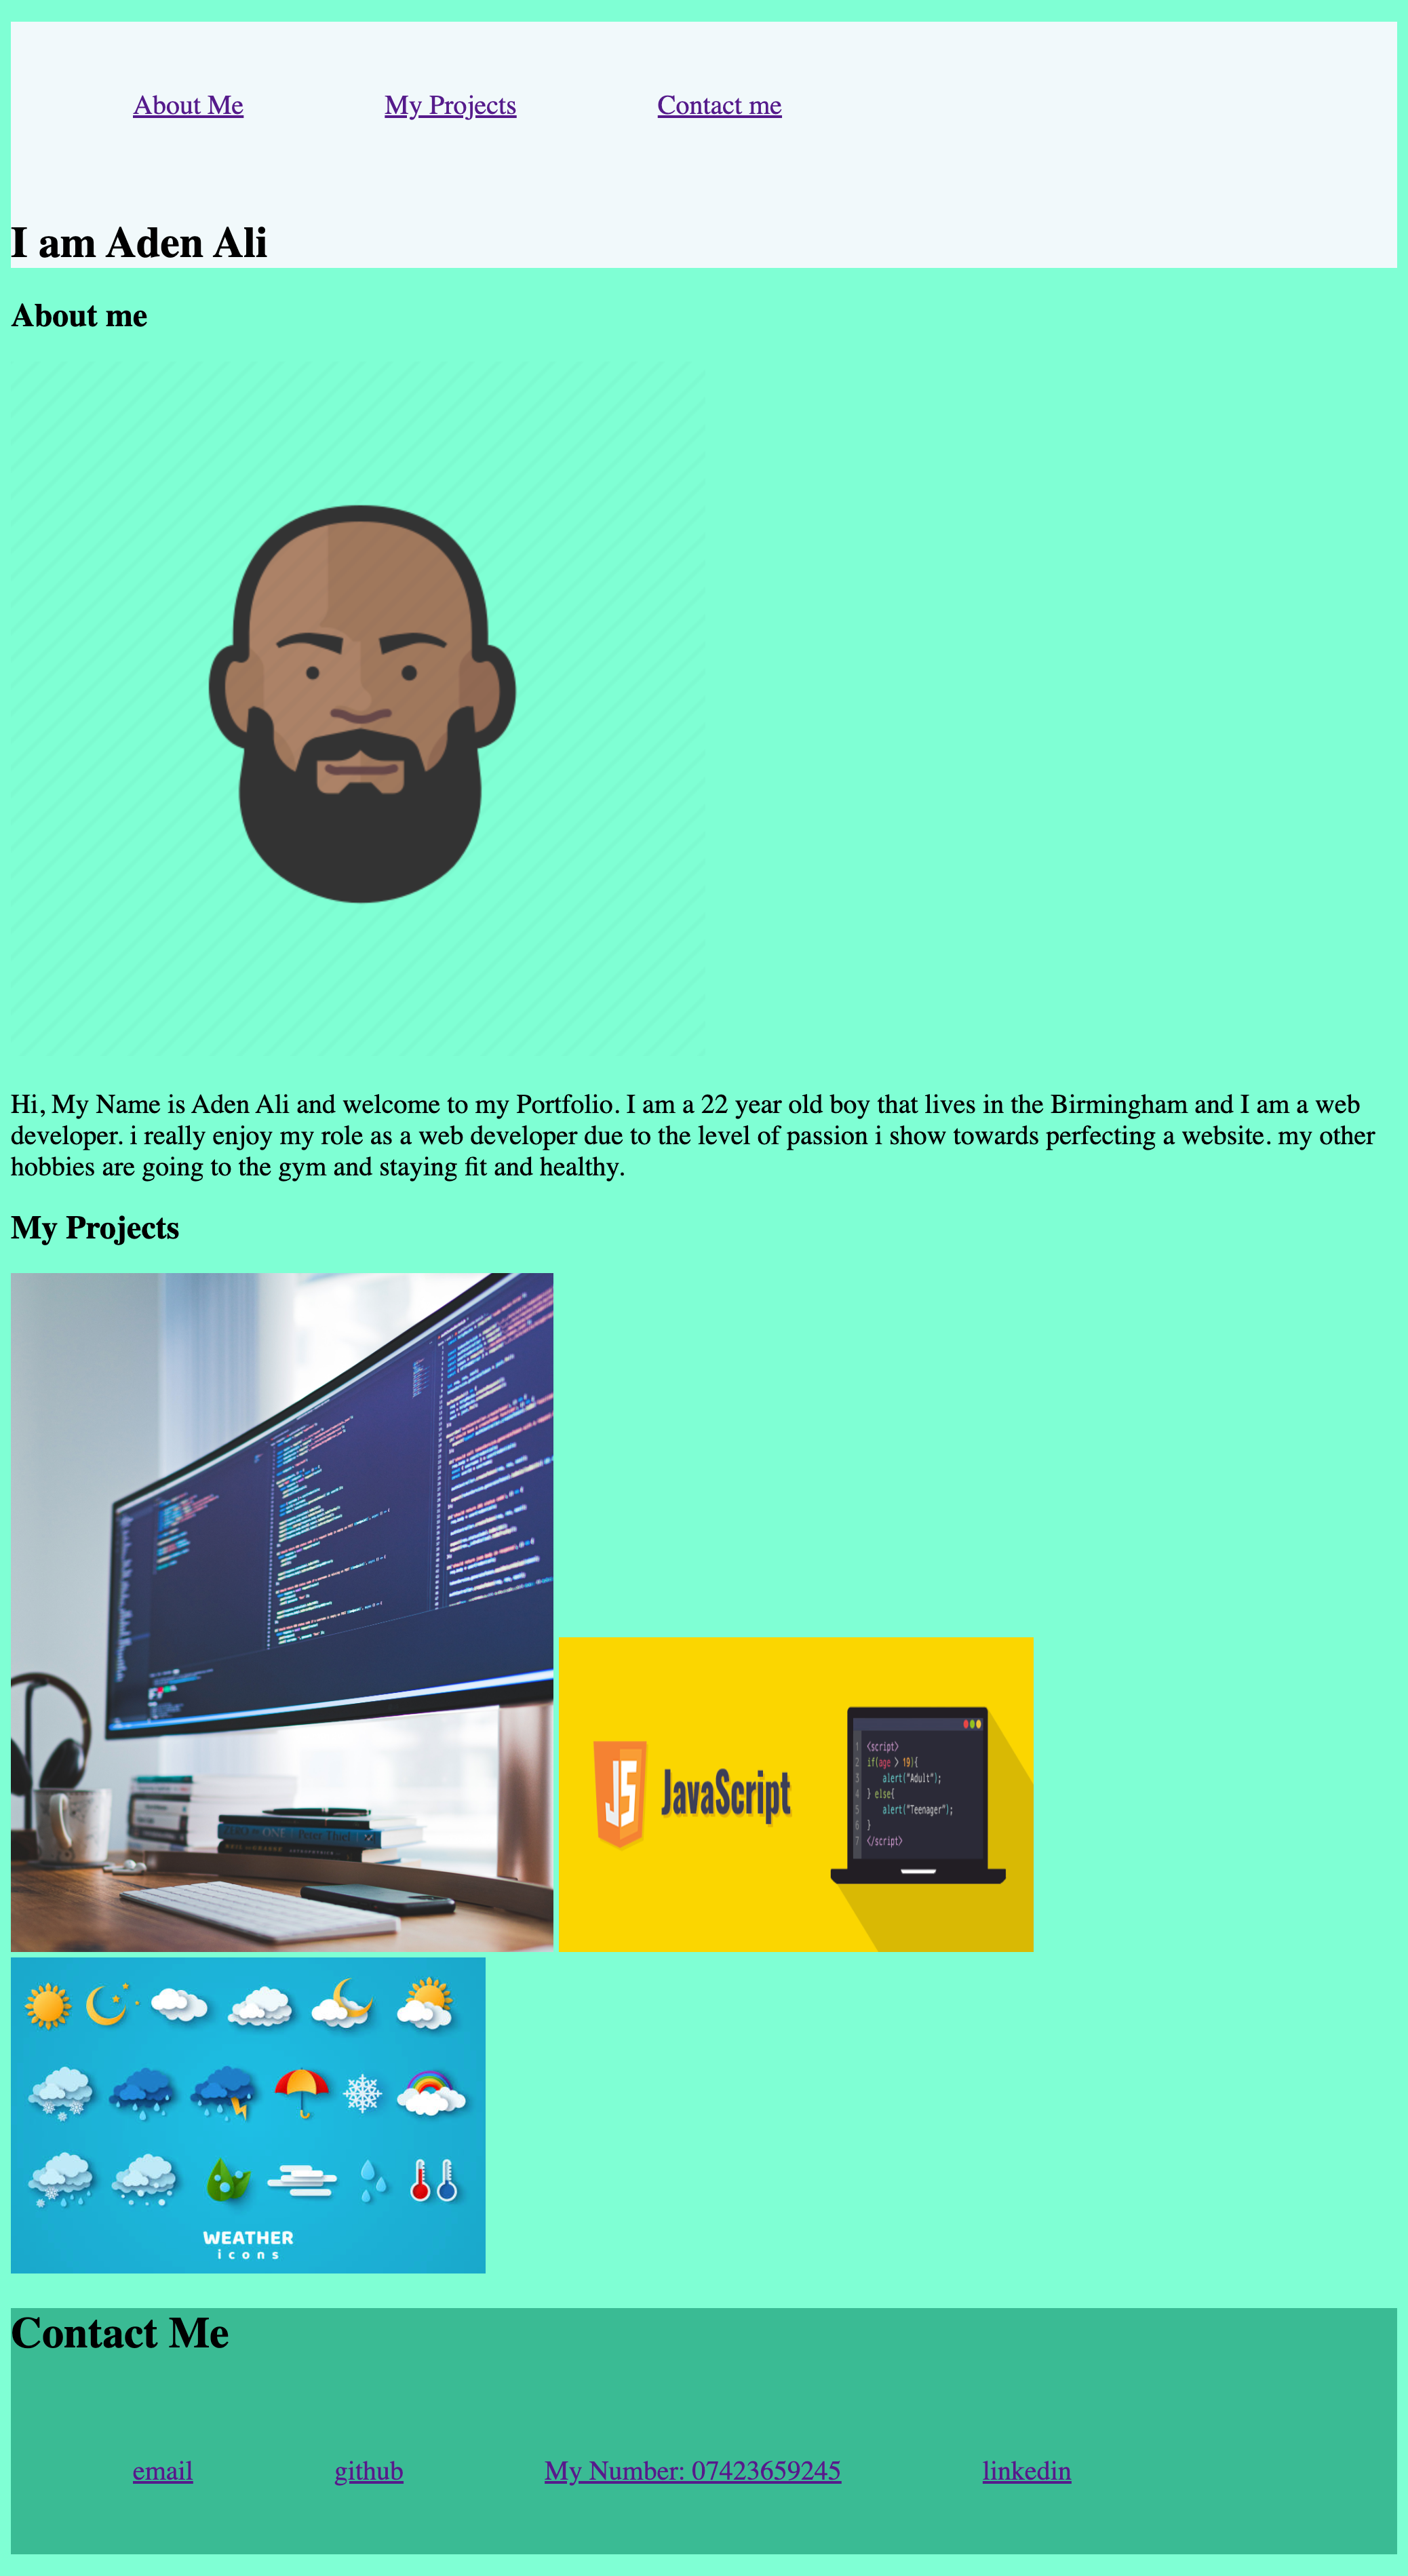 About Me
My Projects
Contact me
I am Aden Ali
About me
Hi, My Name is Aden Ali and welcome to my Portfolio. I am a 22 year old boy that lives in the Birmingham and I am a web
developer. i really enjoy my role as a web developer due to the level of passion i show towards perfecting a website. my other
hobbies are going to the gym and staying fit and healthy.
My Projects
ZERO ONE Peter Thiel
JS JavaScript
1 <script>
2 if(age > 19){
3 alert("Adult");
4 } else{
5 alert("Teenager");
6 }
7 </script>
WEATHER
icons
Contact Me
email
github
My Number: 07423659245
linkedin